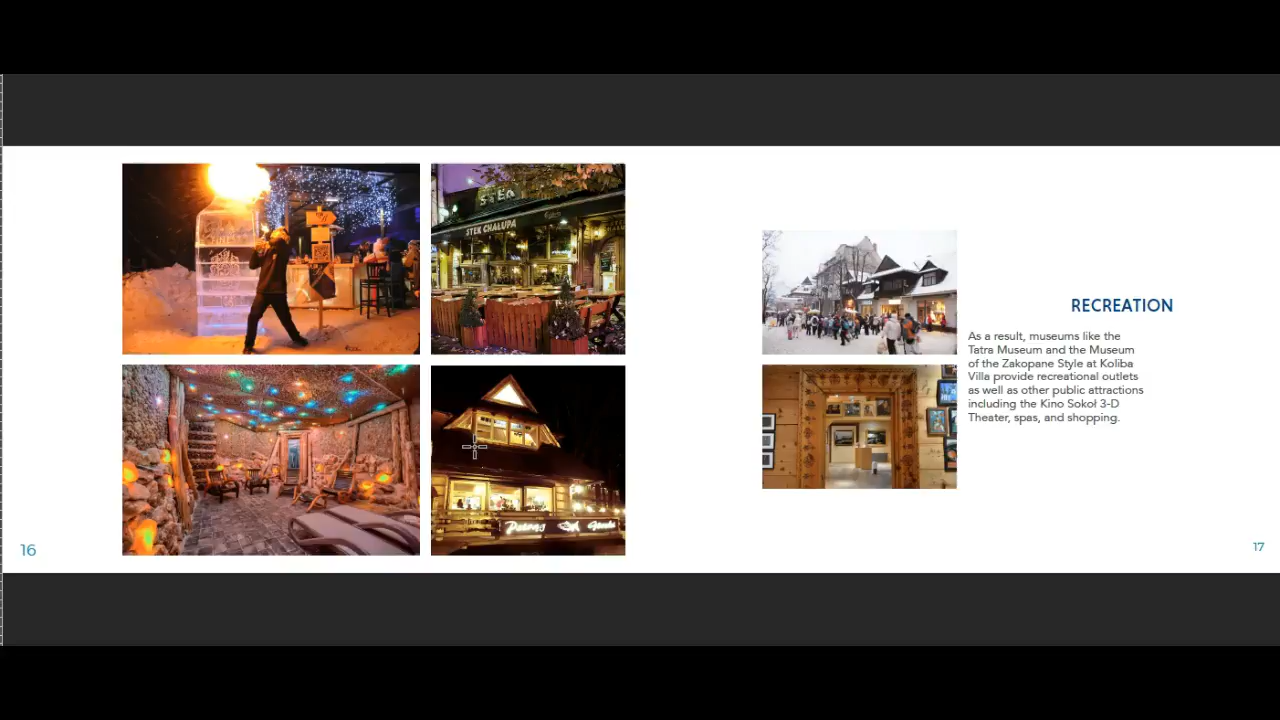 STEK
STEK CHALUPA
RECREATION
As a result, museums like the
Tatra Museum and the Museum
of the Zakopane Style at Koliba
Villa provide recreational outlets
as well as other public attractions
including the Kino Sokoł 3-D
Theater, spas, and shopping.
16
17